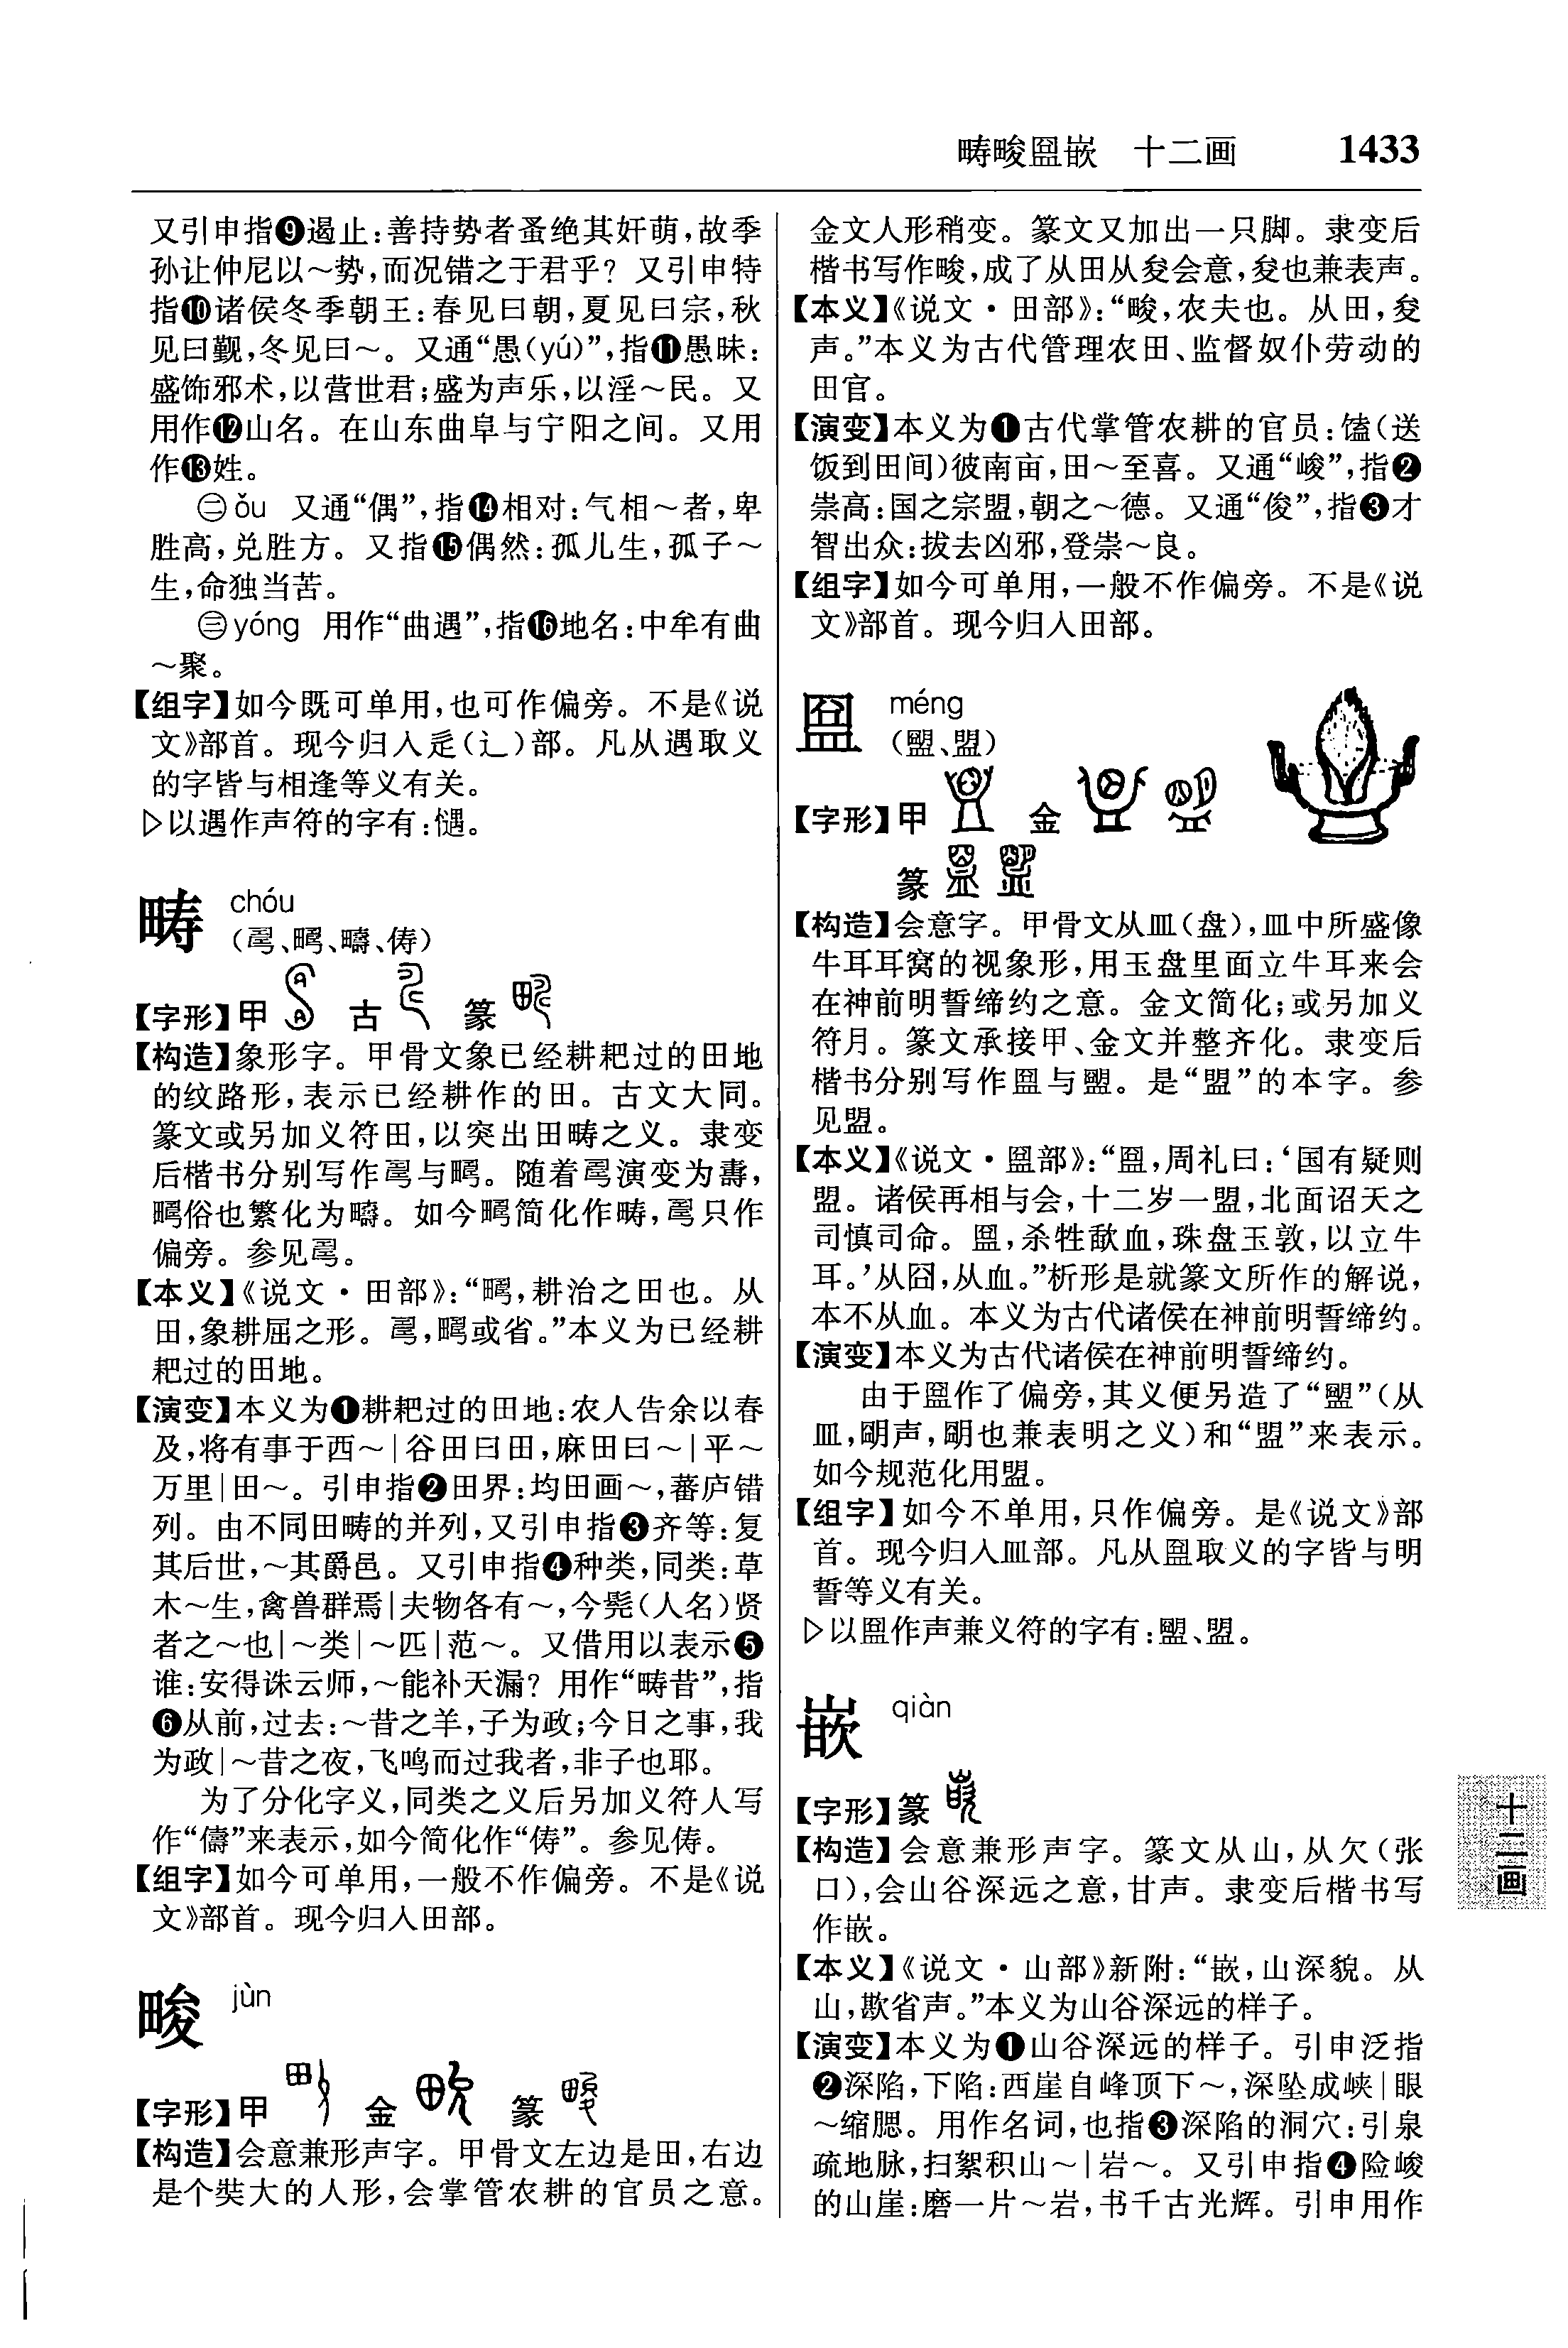 畴畯𥁰嵌 十二画 1433
又引申指❾遏止:善持势者蚤绝其奸萌,故季
孙让仲尼以～势,而况错之于君乎? 又引申特
指❿诸侯冬季朝王:春见曰朝,夏见曰宗,秋
见曰觐,冬见曰～。又通“愚(yú)”,指⓫愚昧:
盛饰邪术,以营世君;盛为声乐,以淫～民。又
用作⓬山名。在山东曲阜与宁阳之间。又用
作⓭姓。
㊁ǒu 又通“偶”,指⓮相对:气相～者,卑
胜高,兑胜方。又指⓯偶然:孤儿生,孤子～
生,命独当苦。
㊂yóng 用作“曲遇”,指⓰地名:中牟有曲
～聚。
【组字】如今既可单用,也可作偏旁。不是《说
文》部首。现今归入辵(辶)部。凡从遇取义
的字皆与相逢等义有关。
▷以遇作声符的字有:𢠵。
畴 chóu
(、、疇、俦)
【字形】甲 古 篆
【构造】象形字。甲骨文象已经耕耙过的田地
的纹路形,表示已经耕作的田。古文大同。
篆文或另加义符田,以突出田畴之义。隶变
后楷书分别写作与。随着演变为壽,
俗也繁化为疇。如今简化作畴,只作
偏旁。参见。
【本义】《说文·田部》:“,耕治之田也。从
田,象耕屈之形。,或省。”本义为已经耕
耙过的田地。
【演变】本义为❶耕耙过的田地:农人告余以春
及,将有事于西～|谷田曰田,麻田曰～|平～
万里|田～。引申指❷田界:均田画～,蕃庐错
列。由不同田畴的并列,又引申指❸齐等:复
其后世,～其爵邑。又引申指❹种类,同类:草
木～生,禽兽群焉|夫物各有～,今髡(人名)贤
者之～也|～类|～匹|范～。又借用以表示❺
谁:安得诛云师,～能补天漏? 用作“畴昔”,指
❻从前,过去:～昔之羊,子为政;今日之事,我
为政|～昔之夜,飞鸣而过我者,非子也耶。
为了分化字义,同类之义后另加义符人写
作“儔”来表示,如今简化作“俦”。参见俦。
【组字】如今可单用,一般不作偏旁。不是《说
文》部首。现今归入田部。
畯 jùn
【字形】甲 金 篆
【构造】会意兼形声字。甲骨文左边是田,右边
是个奘大的人形,会掌管农耕的官员之意。
金文人形稍变。篆文又加出一只脚。隶变后
楷书写作畯,成了从田从夋会意,夋也兼表声。
【本义】《说文·田部》:“畯,农夫也。从田,夋
声。”本义为古代管理农田、监督奴仆劳动的
田官。
【演变】本义为❶古代掌管农耕的官员:馌(送
饭到田间)彼南亩,田～至喜。又通“峻”,指❷
崇高:国之宗盟,朝之～德。又通“俊”,指❸才
智出众:拔去凶邪,登崇～良。
【组字】如今可单用,一般不作偏旁。不是《说
文》部首。现今归入田部。
𥁰 méng
(盟、盟)
【字形】甲 金
篆
【构造】会意字。甲骨文从皿(盘),皿中所盛像
牛耳耳窝的视象形,用玉盘里面立牛耳来会
在神前明誓缔约之意。金文简化;或另加义
符月。篆文承接甲、金文并整齐化。隶变后
楷书分别写作𥁰与盟。是“盟”的本字。参
见盟。
【本义】《说文·𥁰部》:“𥁰,周礼曰:‘国有疑则
盟。诸侯再相与会,十二岁一盟,北面诏天之
司慎司命。𥁰,杀牲歃血,珠盘玉敦,以立牛
耳。’从囧,从血。”析形是就篆文所作的解说,
本不从血。本义为古代诸侯在神前明誓缔约。
【演变】本义为古代诸侯在神前明誓缔约。
由于𥁰作了偏旁,其义便另造了“盟”(从
皿,朙声,朙也兼表明之义)和“盟”来表示。
如今规范化用盟。
【组字】如今不单用,只作偏旁。是《说文》部
首。现今归入皿部。凡从𥁰取义的字皆与明
誓等义有关。
▷以𥁰作声兼义符的字有:盟、盟。
嵌 qiàn
【字形】篆
【构造】会意兼形声字。篆文从山,从欠(张
口),会山谷深远之意,甘声。隶变后楷书写
作嵌。
【本义】《说文·山部》新附:“嵌,山深貌。从
山,欺省声。”本义为山谷深远的样子。
【演变】本义为❶山谷深远的样子。引申泛指
❷深陷,下陷:西崖自峰顶下～,深坠成峡|眼
～缩腮。用作名词,也指❸深陷的洞穴:引泉
疏地脉,扫絮积山～|岩～。又引申指❹险峻
的山崖:磨一片～岩,书千古光辉。引申用作
十二画